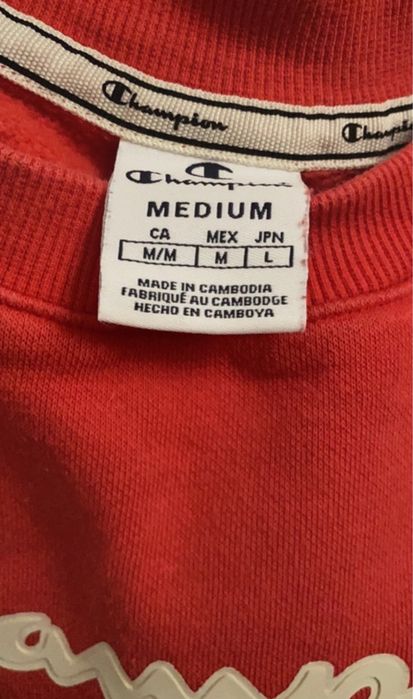 Champion
Champion
Champion
MEDIUM
CA MEX JPN
M/M M L
MADE IN CAMBODIA
FABRIQUÉ AU CAMBODGE
HECHO EN CAMBOYA